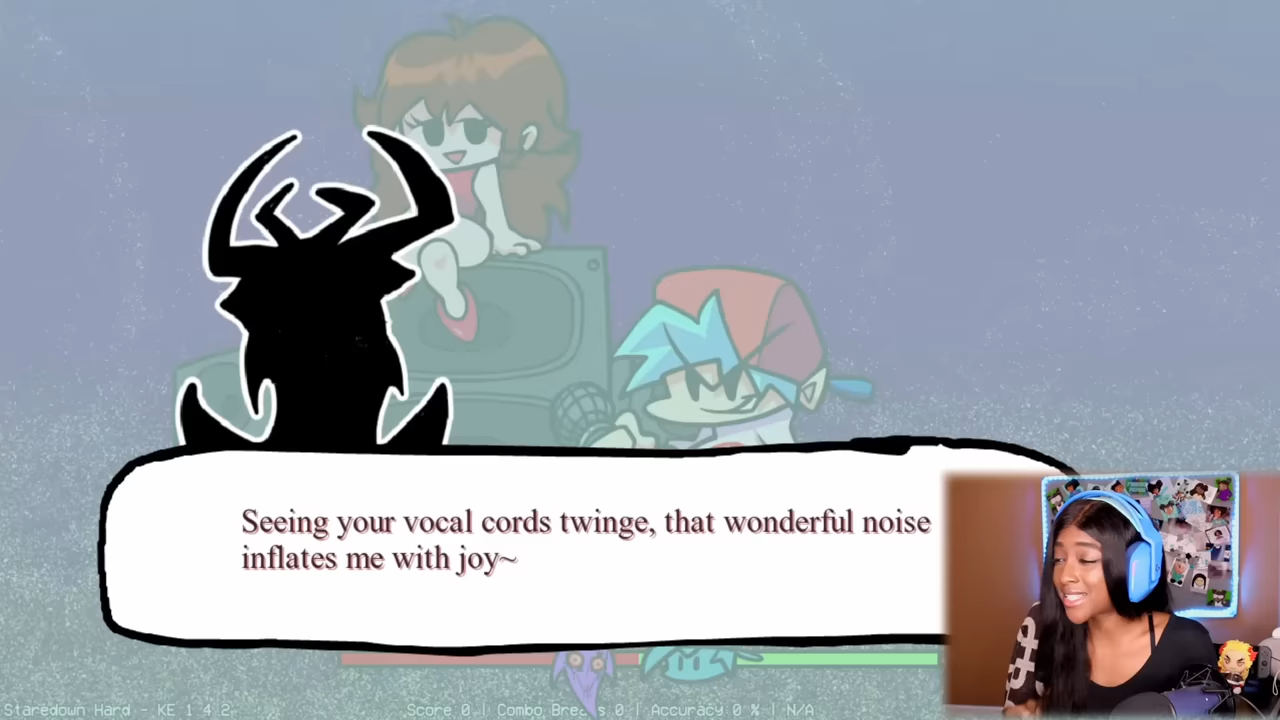 Seeing your vocal cords twinge, that wonderful noise
inflates me with joy~
Staredown Hard - KE 1 4 2
Score 0 | Combo Breaks 0 | Accuracy 0 % | N/A